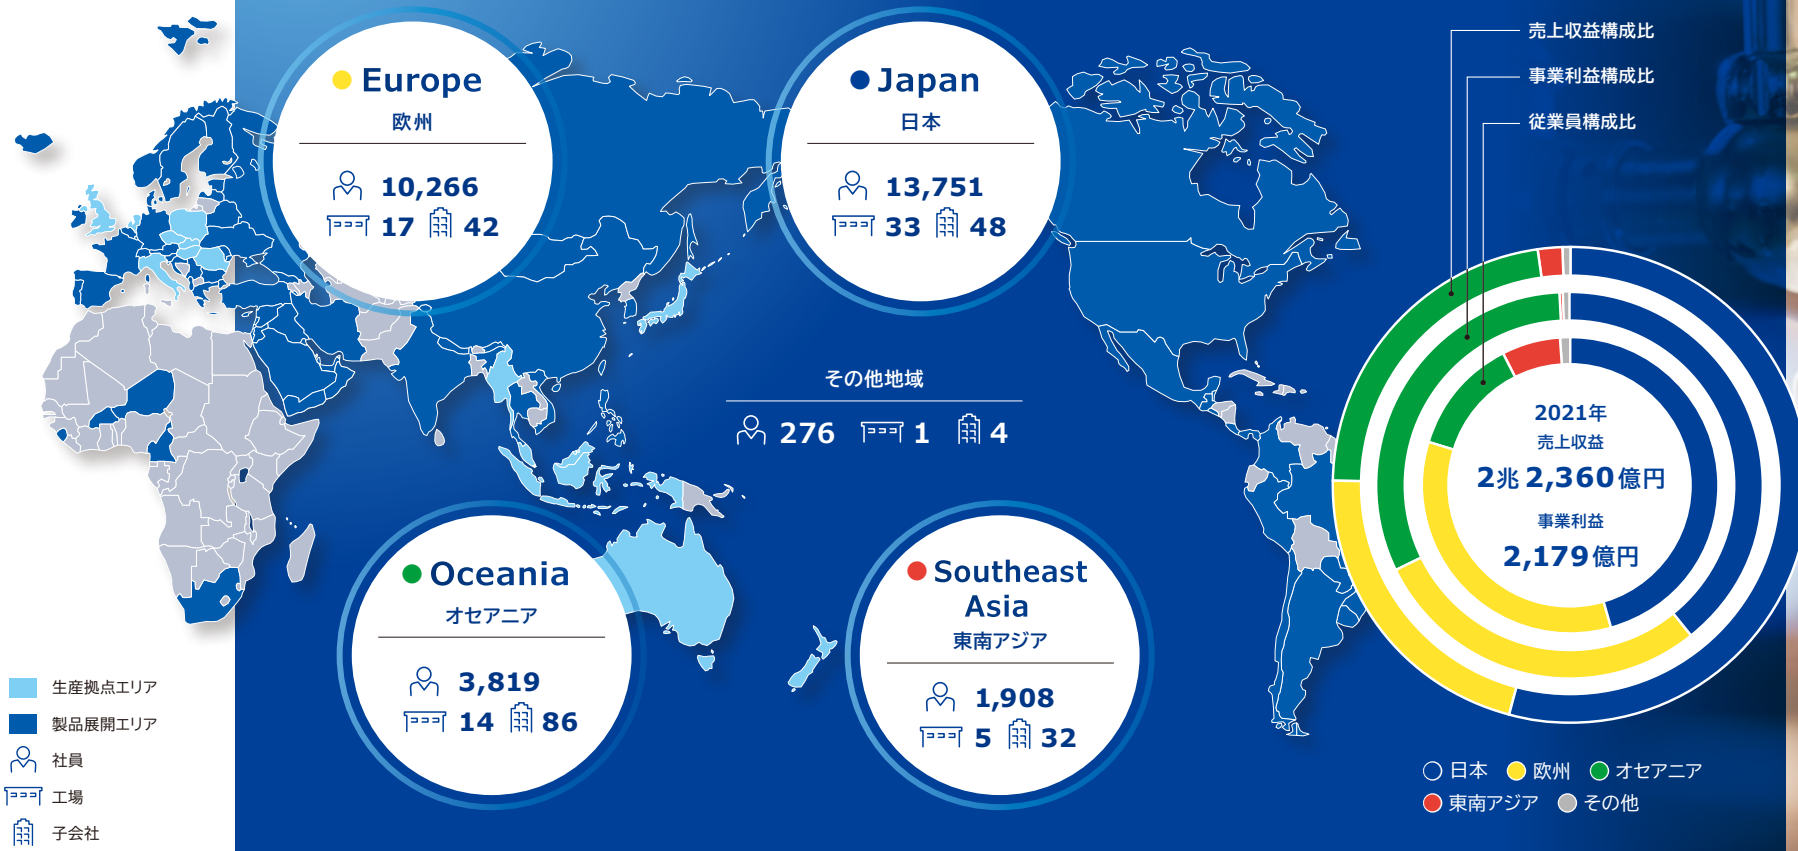 Europe
欧州
10,266
17 42
Japan
日本
13,751
33 48
その他地域
276 1 4
Oceania
オセアニア
3,819
14 86
Southeast
Asia
東南アジア
1,908
5 32
生産拠点エリア
製品展開エリア
社員
工場
子会社
売上収益構成比
事業利益構成比
従業員構成比
2021年
売上収益
2兆2,360億円
事業利益
2,179億円
日本 欧州 オセアニア
東南アジア その他